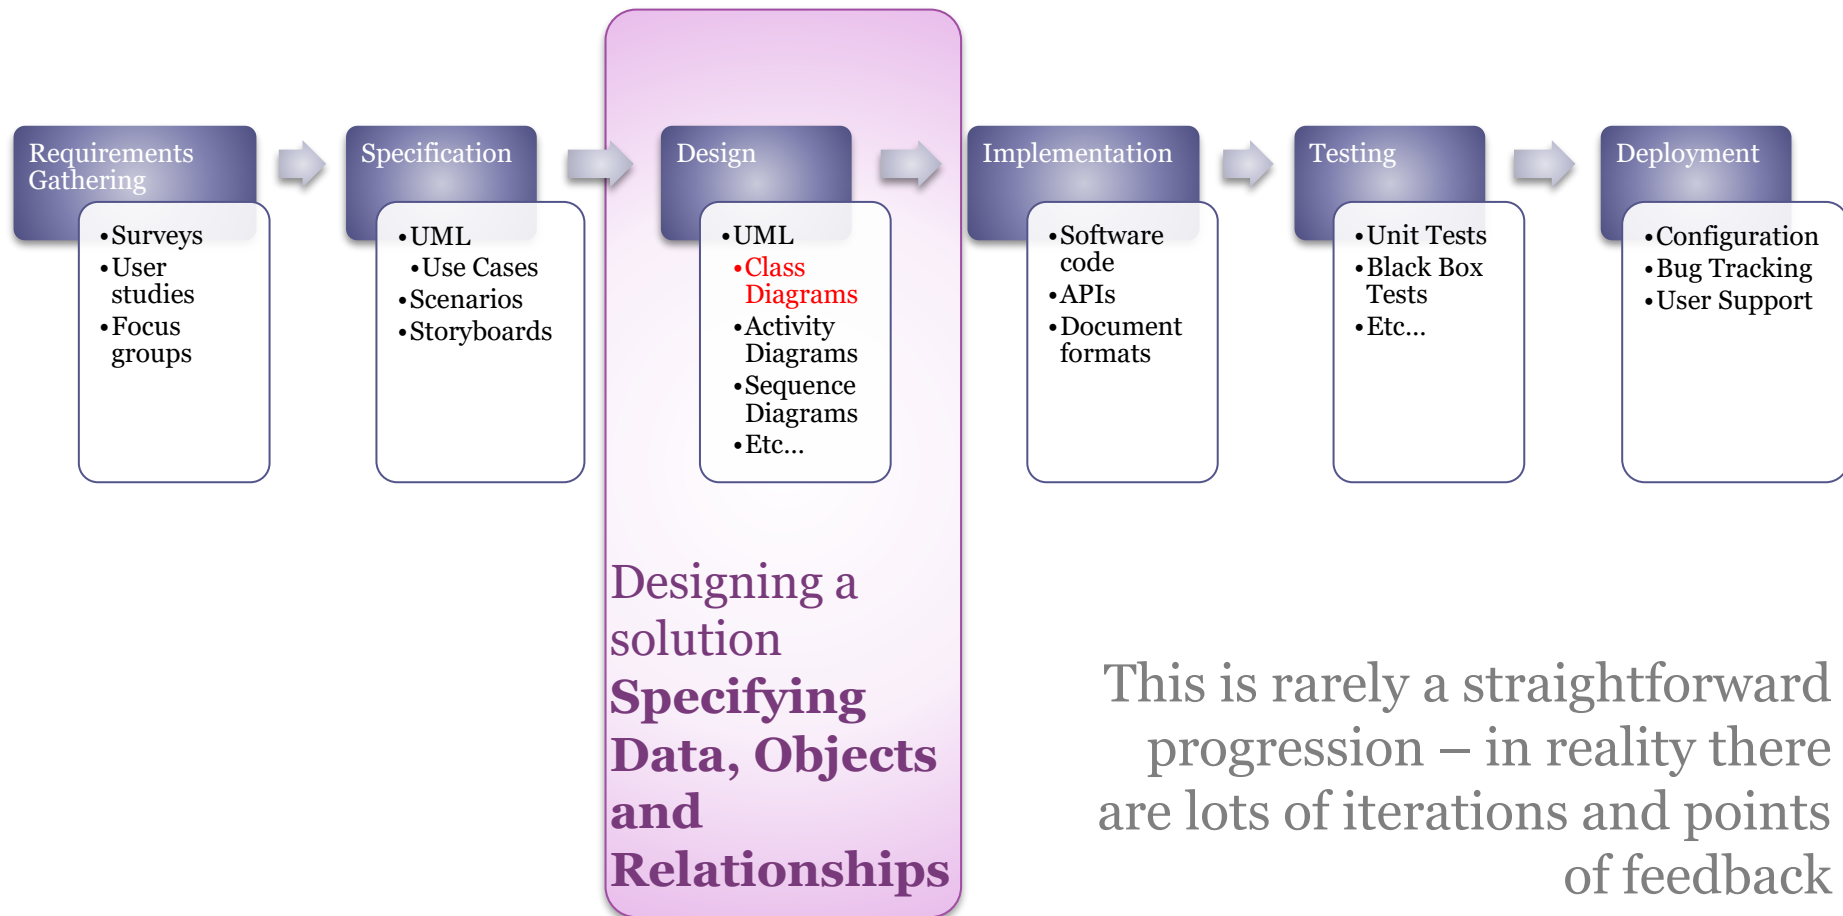 Requirements
Gathering
•Surveys
•User
studies
•Focus
groups
Specification
•UML
•Use Cases
•Scenarios
•Storyboards
Design
•UML
•Class
Diagrams
•Activity
Diagrams
•Sequence
Diagrams
•Etc…
Implementation
•Software
code
•APIs
•Document
formats
Testing
•Unit Tests
•Black Box
Tests
•Etc…
Deployment
•Configuration
•Bug Tracking
•User Support
Designing a
solution
Specifying
Data, Objects
and
Relationships
This is rarely a straightforward
progression – in reality there
are lots of iterations and points
of feedback